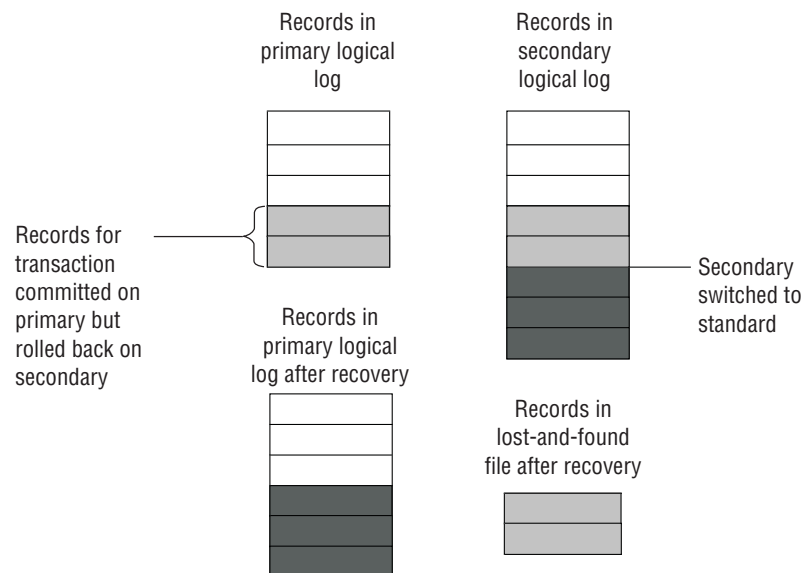 Records in
primary logical
log
Records in
secondary
logical log
Records for
transaction
committed on
primary but
rolled back on
secondary
Secondary
switched to
standard
Records in
primary logical
log after recovery
Records in
lost-and-found
file after recovery